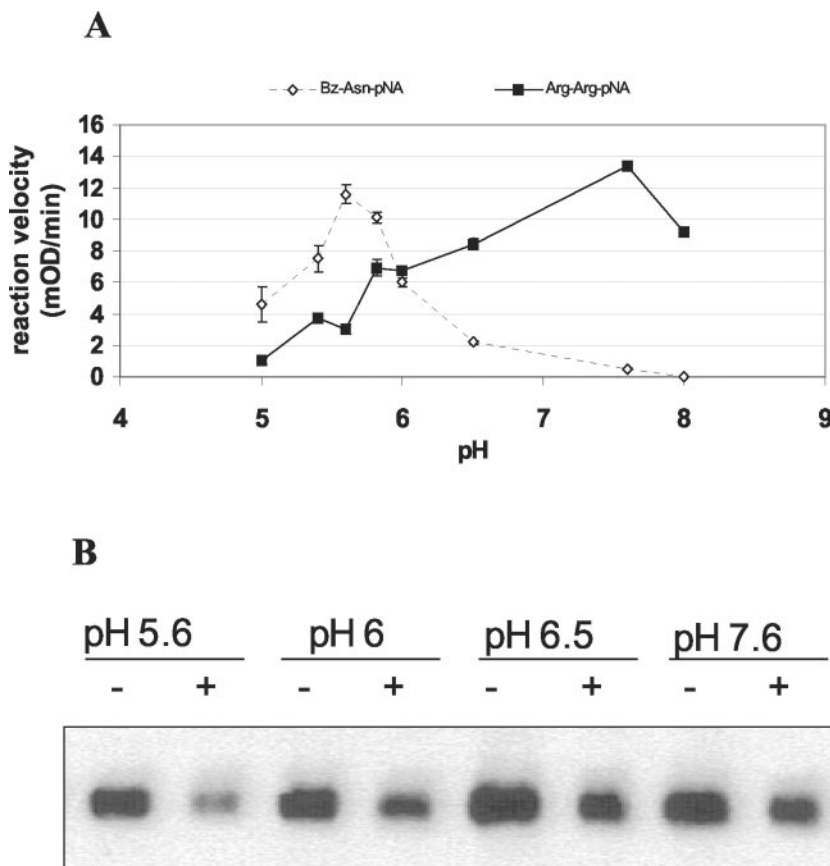 A
Bz-Asn-pNA Arg-Arg-pNA
reaction velocity
(mOD/min)
16
14
12
10
8
6
4
2
0
4 5 6 7 8 9
pH
B
pH 5.6 pH 6 pH 6.5 pH 7.6
- + - + - + - +